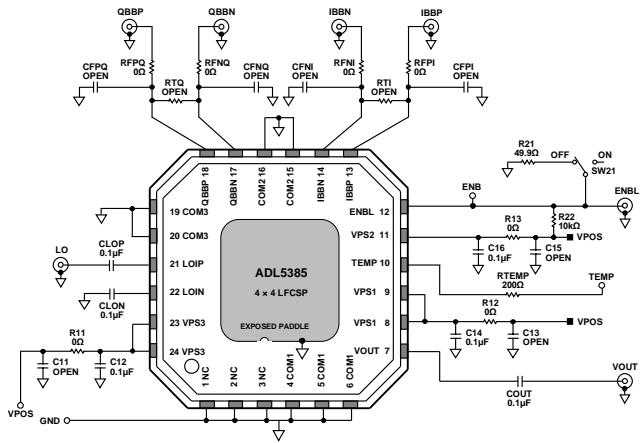 QBBP
QBBN
IBBN
IBBP
RFPQ
0Ω
RFNQ
0Ω
RFNI
0Ω
RFPI
0Ω
CFPQ
OPEN
RTQ
OPEN
CFNQ
OPEN
CFNI
OPEN
RTI
OPEN
CFPI
OPEN
QBBP 18
QBBN 17
COM2 16
COM2 15
IBBN 14
IBBP 13
R21
49.9Ω
OFF
ON
SW21
ENB
ENBL
19 COM3
20 COM3
21 LOIP
22 LOIN
23 VPS3
24 VPS3
ENBL 12
VPS2 11
TEMP 10
VPS1 9
VPS1 8
VOUT 7
R13
0Ω
R22
10kΩ
VPOS
C16
0.1µF
C15
OPEN
LO
CLOP
0.1µF
CLON
0.1µF
ADL5385
4 × 4 LFCSP
EXPOSED PADDLE
RTEMP
200Ω
TEMP
R12
0Ω
VPOS
C14
0.1µF
C13
OPEN
R11
0Ω
C11
OPEN
C12
0.1µF
VPOS
GND
1 NC
2 NC
3 NC
4 COM1
5 COM1
6 COM1
COUT
0.1µF
VOUT